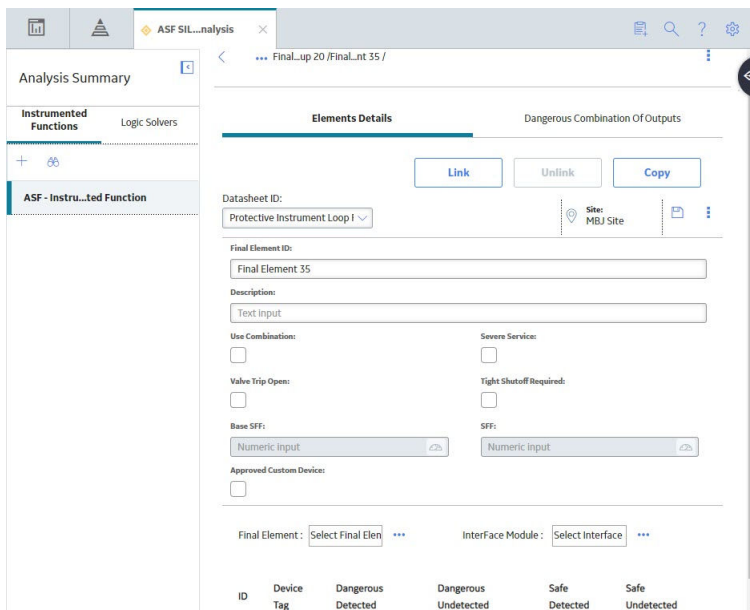 ASF SIL...nalysis
Analysis Summary
Instrumented Functions
Logic Solvers
ASF - Instru...ted Function
... Final...up 20 /Final...nt 35 /
Elements Details
Dangerous Combination Of Outputs
Link
Unlink
Copy
Datasheet ID:
Protective Instrument Loop F
Site:
MBJ Site
Final Element ID:
Final Element 35
Description:
Text input
Use Combination:
Severe Service:
Valve Trip Open:
Tight Shutoff Required:
Base SFF:
SFF:
Numeric input
Numeric input
Approved Custom Device:
Final Element : Select Final Elen ...
InterFace Module : Select Interface ...
ID
Device Tag
Dangerous Detected
Dangerous Undetected
Safe Detected
Safe Undetected